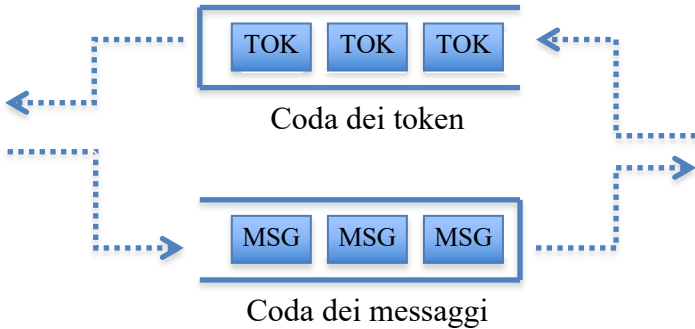 TOK TOK TOK
Coda dei token
MSG MSG MSG
Coda dei messaggi